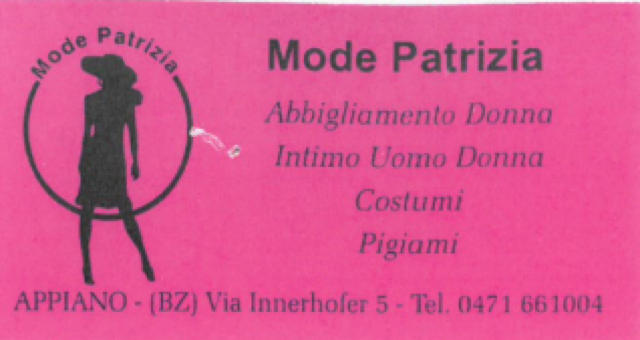 Mode Patrizia
Mode Patrizia
Abbigliamento Donna
Intimo Uomo Donna
Costumi
Pigiami
APPIANO - (BZ) Via Innerhofer 5 - Tel. 0471 661004